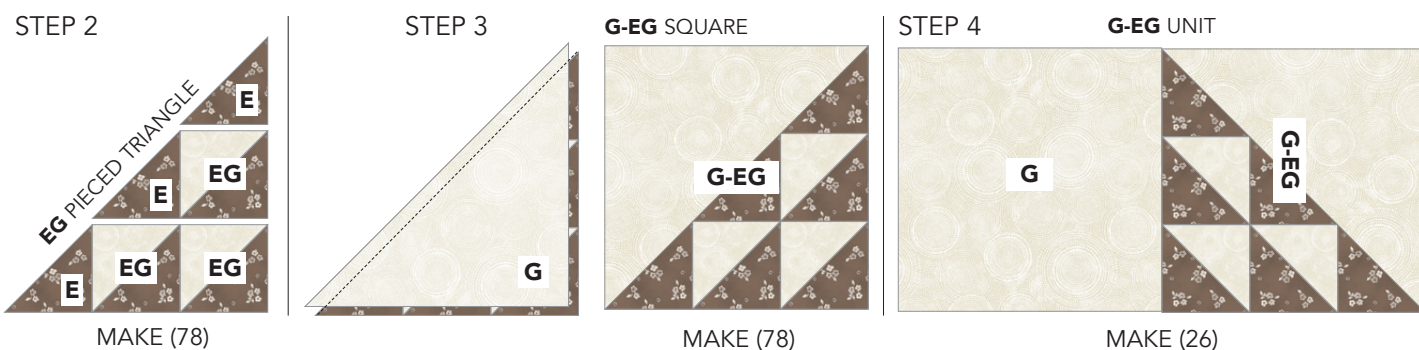 STEP 2
EG PIECED TRIANGLE
E
E
EG
E
EG
EG
MAKE (78)
STEP 3
G
G-EG SQUARE
G-EG
MAKE (78)
STEP 4
G-EG UNIT
G
G-EG
MAKE (26)